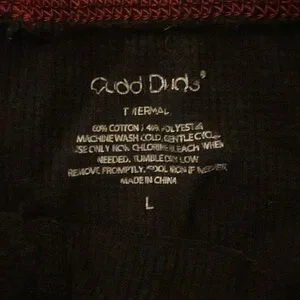 Cudd Duds®
THERMAL
60% COTTON / 40% POLYESTER
MACHINE WASH COLD, GENTLE CYCLE
USE ONLY NON CHLORINE BLEACH WHEN
NEEDED. TUMBLE DRY LOW
REMOVE PROMPTLY. COOL IRON IF NEEDED
MADE IN CHINA
L